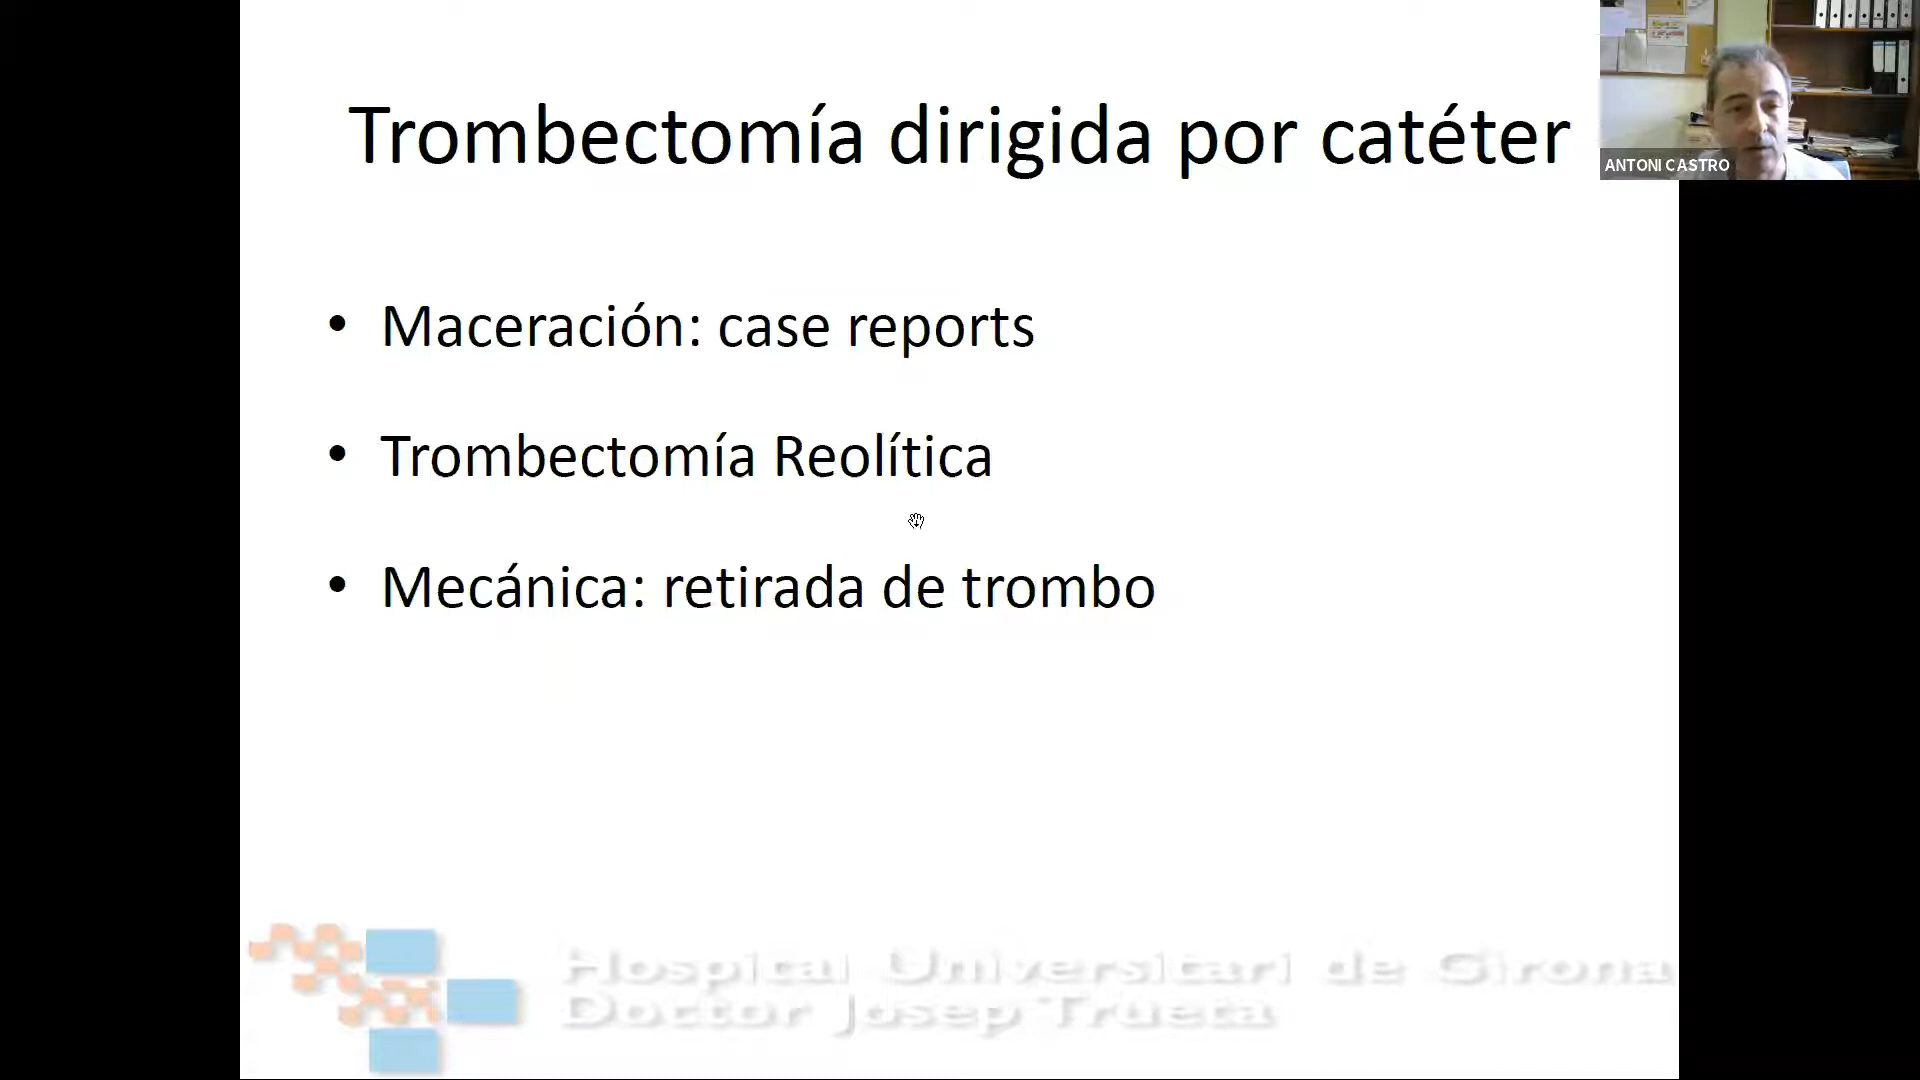 Trombectomía dirigida por catéter
ANTONI CASTRO
• Maceración: case reports
• Trombectomía Reolítica
• Mecánica: retirada de trombo
Hospital Universitari de Girona
Doctor Josep Trueta